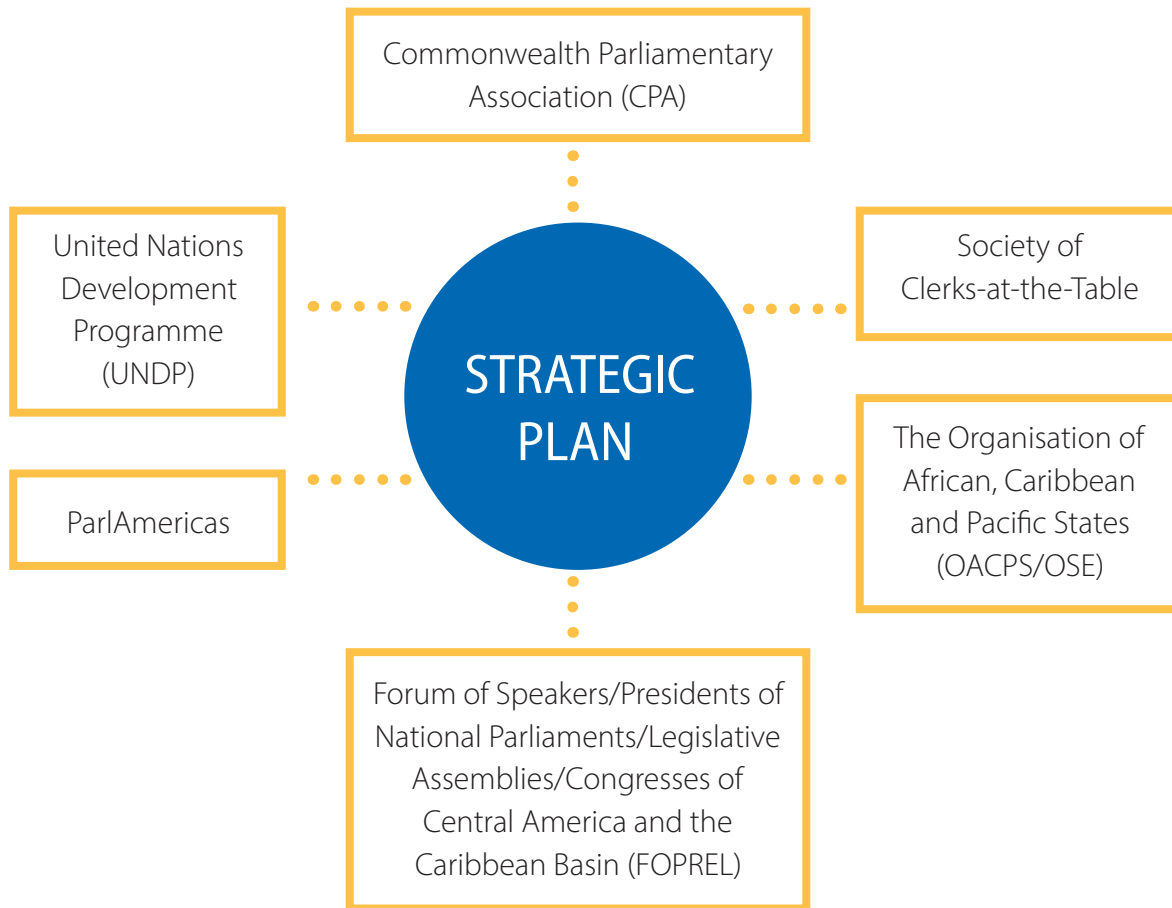 Commonwealth Parliamentary
Association (CPA)
United Nations
Development
Programme
(UNDP)
Society of
Clerks-at-the-Table
STRATEGIC
PLAN
ParlAmericas
The Organisation of
African, Caribbean
and Pacific States
(OACPS/OSE)
Forum of Speakers/Presidents of
National Parliaments/Legislative
Assemblies/Congresses of
Central America and the
Caribbean Basin (FOPREL)